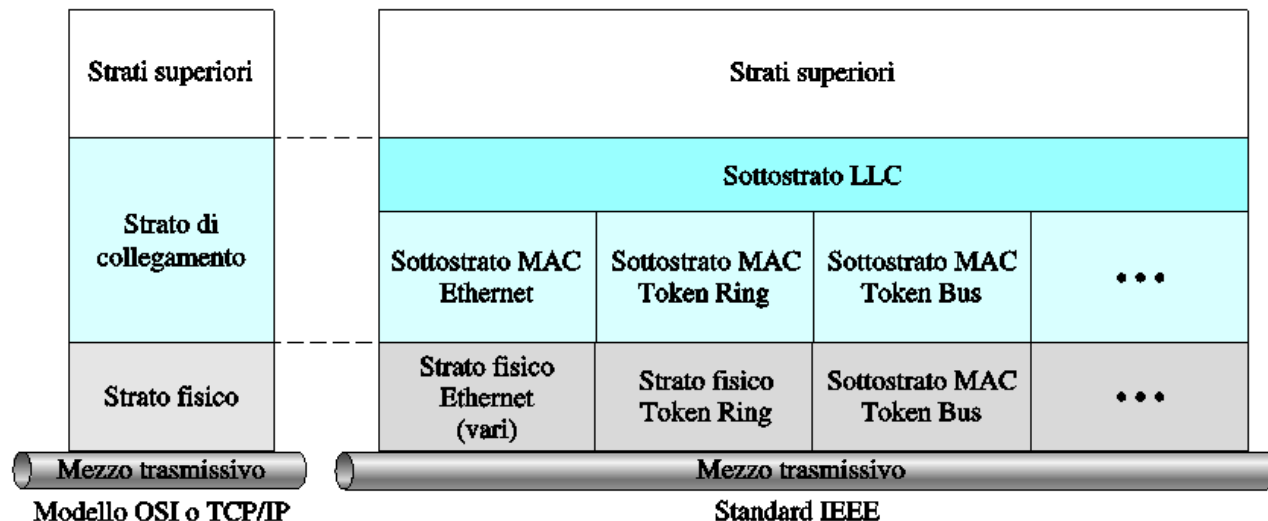 Strati superiori
Strati superiori
Sottostrato LLC
Strato di
collegamento
Sottostrato MAC
Ethernet
Sottostrato MAC
Token Ring
Sottostrato MAC
Token Bus
•••
Strato fisico
Strato fisico
Ethernet
(vari)
Strato fisico
Token Ring
Sottostrato MAC
Token Bus
•••
Mezzo trasmissivo
Mezzo trasmissivo
Modello OSI o TCP/IP
Standard IEEE